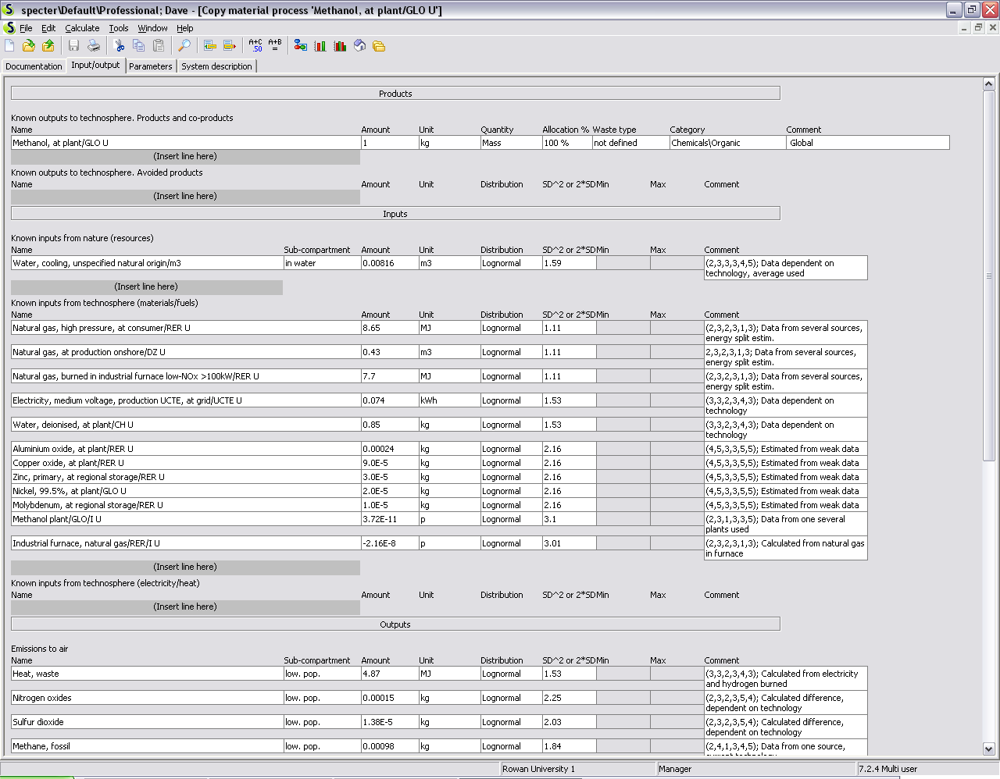 specter\Default\Professional; Dave - [Copy material process 'Methanol, at plant/GLO U']
File Edit Calculate Tools Window Help
A+C .50 A+B =
Documentation Input/output Parameters System description
Products
Known outputs to technosphere. Products and co-products
Name Amount Unit Quantity Allocation % Waste type Category Comment
Methanol, at plant/GLO U 1 kg Mass 100 % not defined Chemicals\Organic Global
(Insert line here)
Known outputs to technosphere. Avoided products
Name Amount Unit Distribution SD^2 or 2*SD Min Max Comment
(Insert line here)
Inputs
Known inputs from nature (resources)
Name Sub-compartment Amount Unit Distribution SD^2 or 2*SD Min Max Comment
Water, cooling, unspecified natural origin/m3 in water 0.00816 m3 Lognormal 1.59 (2,3,3,3,4,5); Data dependent on
technology, average used
(Insert line here)
Known inputs from technosphere (materials/fuels)
Name Amount Unit Distribution SD^2 or 2*SD Min Max Comment
Natural gas, high pressure, at consumer/RER U 8.65 MJ Lognormal 1.11 (2,3,2,3,1,3); Data from several sources,
energy split estim.
Natural gas, at production onshore/DZ U 0.43 m3 Lognormal 1.11 2,3,2,3,1,3; Data from several sources,
energy split estim.
Natural gas, burned in industrial furnace low-NOx >100kW/RER U 7.7 MJ Lognormal 1.11 (2,3,2,3,1,3); Data from several sources,
energy split estim.
Electricity, medium voltage, production UCTE, at grid/UCTE U 0.074 kWh Lognormal 1.53 (3,3,2,3,4,3); Data dependent on
technology
Water, deionised, at plant/CH U 0.85 kg Lognormal 1.53 (3,3,2,3,4,3); Data dependent on
technology
Aluminium oxide, at plant/RER U 0.00024 kg Lognormal 2.16 (4,5,3,3,5,5); Estimated from weak data
Copper oxide, at plant/RER U 9.0E-5 kg Lognormal 2.16 (4,5,3,3,5,5); Estimated from weak data
Zinc, primary, at regional storage/RER U 3.0E-5 kg Lognormal 2.16 (4,5,3,3,5,5); Estimated from weak data
Nickel, 99.5%, at plant/GLO U 2.0E-5 kg Lognormal 2.16 (4,5,3,3,5,5); Estimated from weak data
Molybdenum, at regional storage/RER U 1.0E-5 kg Lognormal 2.16 (4,5,3,3,5,5); Estimated from weak data
Methanol plant/GLO/I U 3.72E-11 p Lognormal 3.1 (2,3,1,3,3,5); Data from one several
plants used
Industrial furnace, natural gas/RER/I U -2.16E-8 p Lognormal 3.01 (2,3,2,3,1,3); Calculated from natural gas
in furnace
(Insert line here)
Known inputs from technosphere (electricity/heat)
Name Amount Unit Distribution SD^2 or 2*SD Min Max Comment
(Insert line here)
Outputs
Emissions to air
Name Sub-compartment Amount Unit Distribution SD^2 or 2*SD Min Max Comment
Heat, waste low. pop. 4.87 MJ Lognormal 1.53 (3,3,2,3,4,3); Calculated from electricity
and hydrogen burned
Nitrogen oxides low. pop. 0.00015 kg Lognormal 2.25 (2,3,2,3,5,4); Calculated difference,
dependent on technology
Sulfur dioxide low. pop. 1.38E-5 kg Lognormal 2.03 (2,3,2,3,5,4); Calculated difference,
dependent on technology
Methane, fossil low. pop. 0.00098 kg Lognormal 1.84 (2,4,1,3,4,5); Data from one source,
Rowan University 1 Manager 7.2.4 Multi user